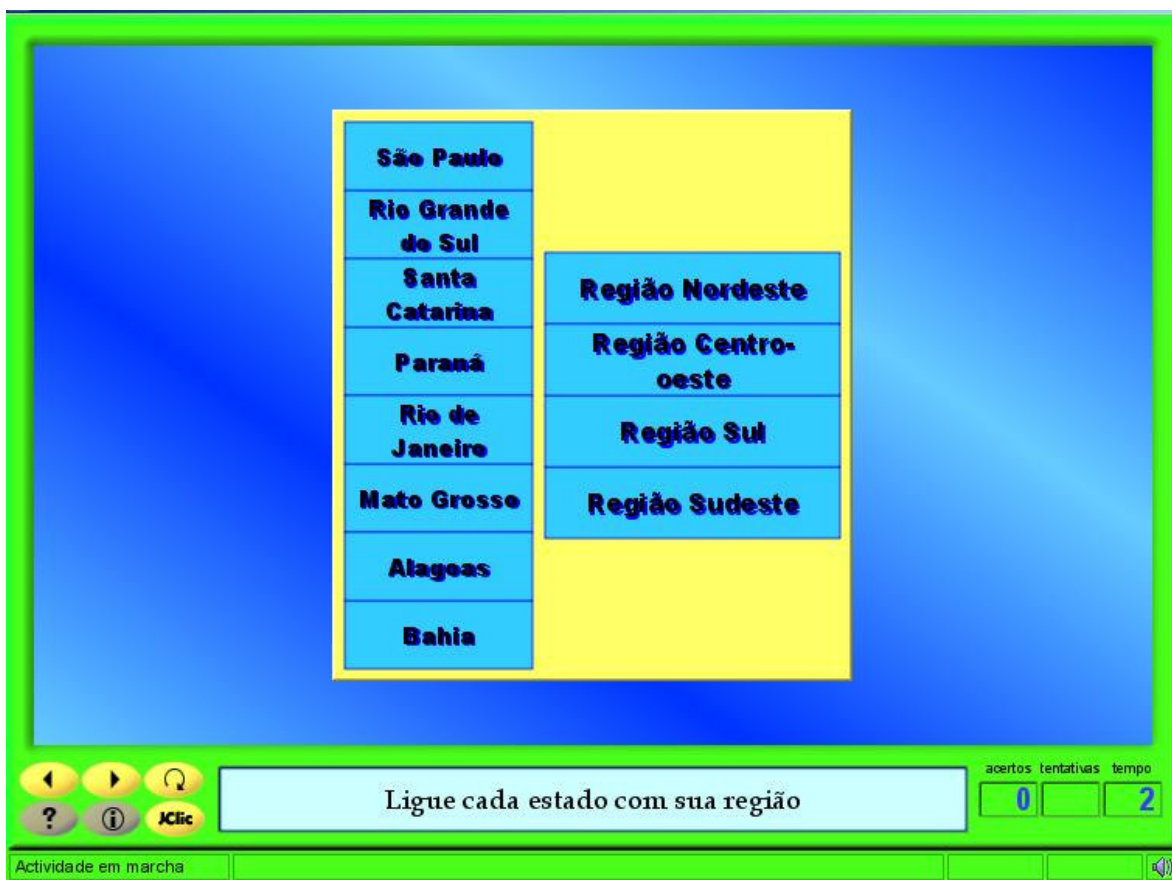 São Paulo
Rio Grande
do Sul
Santa
Catarina
Paraná
Rio de
Janeiro
Mato Grosso
Alagoas
Bahia
Região Nordeste
Região Centro-
oeste
Região Sul
Região Sudeste
?
i
JClic
Ligue cada estado com sua região
acertos tentativas tempo
0 2
Actividade em marcha